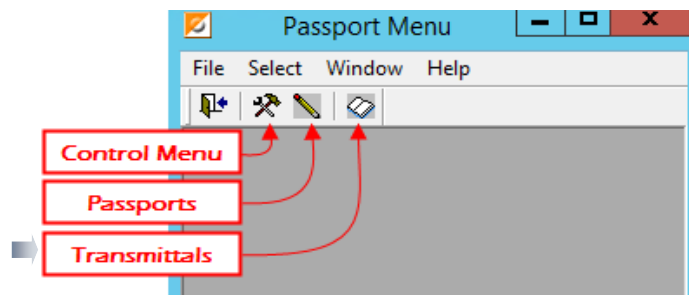 Passport Menu
File Select Window Help
Control Menu
Passports
Transmittals